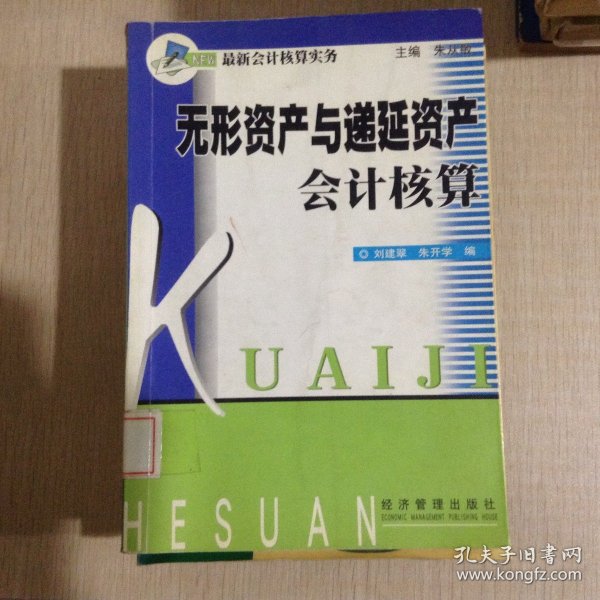 NEW 最新会计核算实务
主编 朱从敏
无形资产与递延资产
会计核算
刘建翠 朱开学 编
KUAIJI
HESUAN
经济管理出版社
ECONOMIC MANAGEMENT PUBLISHING HOUSE
孔夫子旧书网
www.kongfz.com